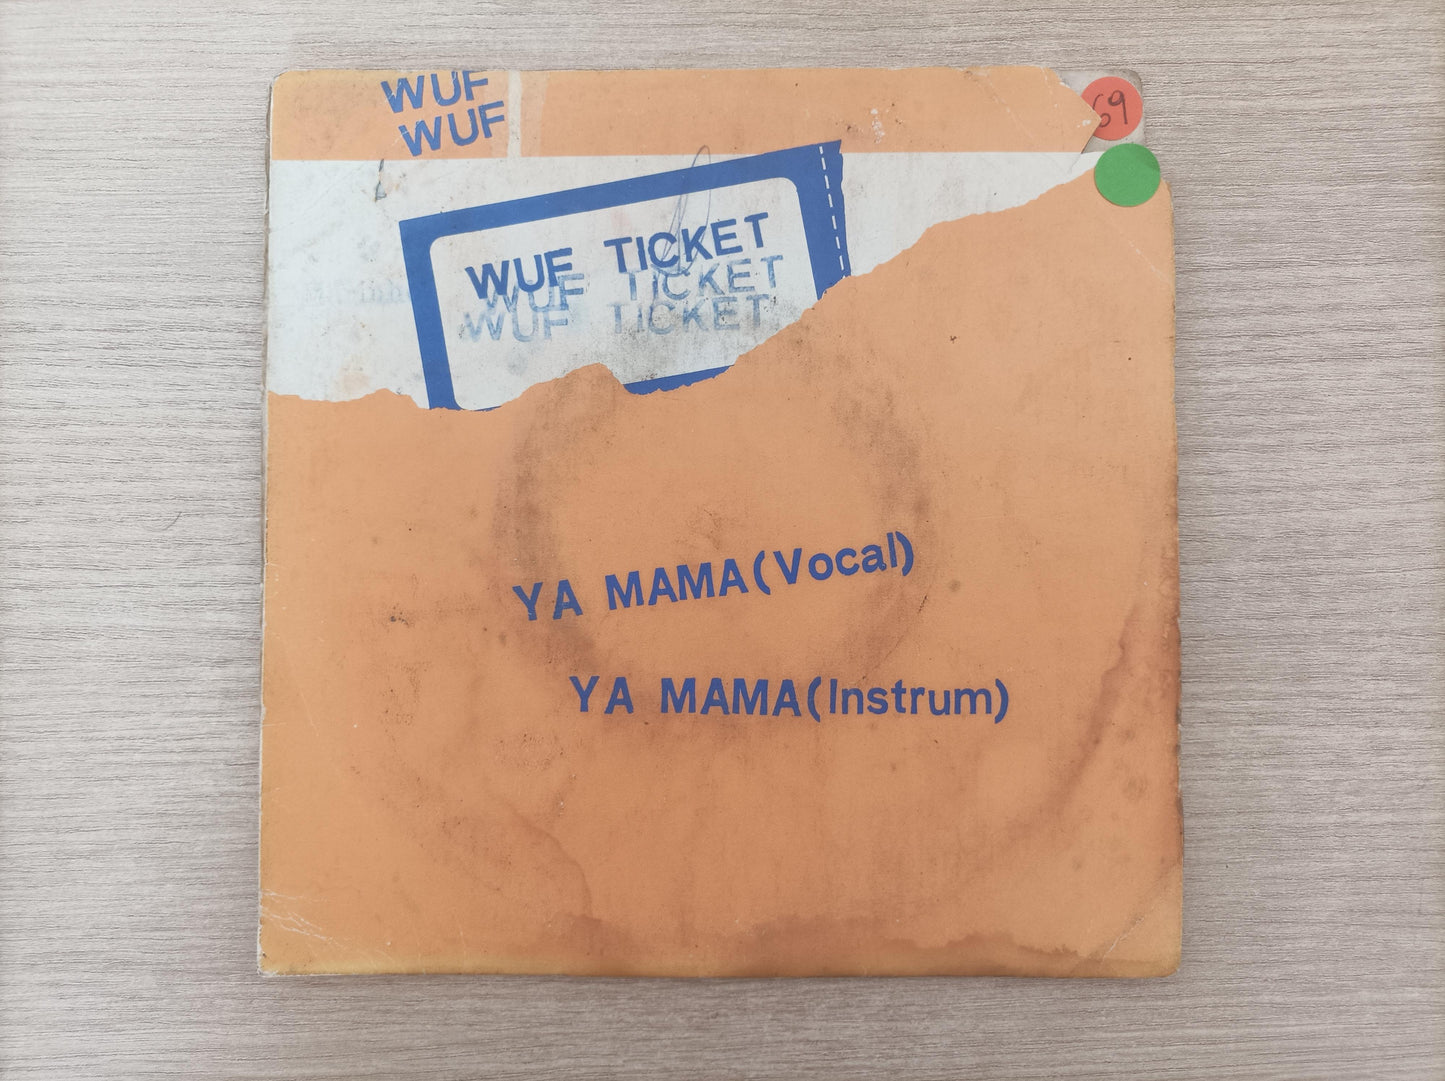 WUF
WUF
69
WUF TICKET
WUF TICKET
WUF TICKET
YA MAMA(Vocal)
YA MAMA(Instrum)